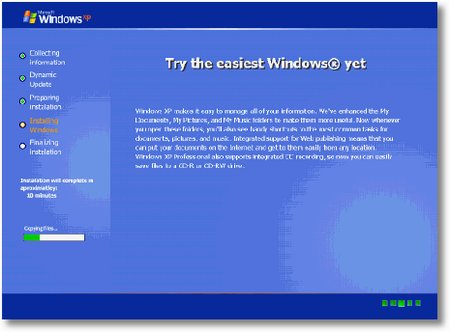 Microsoft
Windows xp
Collecting
information
Dynamic
Update
Preparing
installation
Installing
Windows
Finalizing
installation
Installation will complete in
approximately:
10 minutes
Copying files...
Try the easiest Windows® yet
Windows XP makes it easy to manage all of your information. We've enhanced the My
Documents, My Pictures, and My Music folders to make them more useful. Now whenever
you open these folders, you'll also see handy shortcuts to the most common tasks for
documents, pictures, and music. Integrated support for Web publishing means that you
can put your documents on the Internet and get to them easily from any location.
Windows XP Professional also supports integrated CD recording, so now you can easily
save files to a CD-R or CD-RW drive.